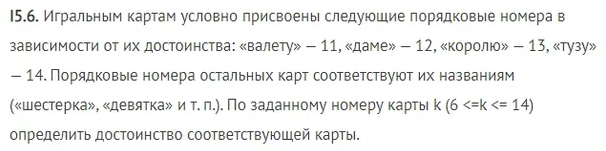 I5.6. Игральным картам условно присвоены следующие порядковые номера в
зависимости от их достоинства: «валету» — 11, «даме» — 12, «королю» — 13, «тузу»
— 14. Порядковые номера остальных карт соответствуют их названиям
(«шестерка», «девятка» и т. п.). По заданному номеру карты k (6 <=k <= 14)
определить достоинство соответствующей карты.